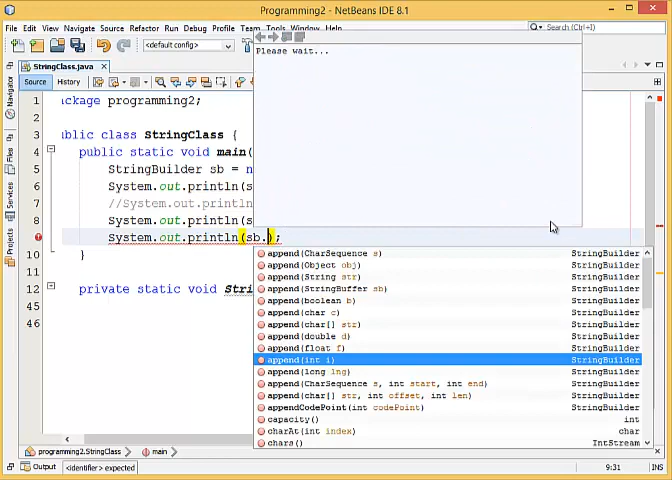 Programming2 - NetBeans IDE 8.1
File Edit View Navigate Source Refactor Run Debug Profile Team Tools Window Help
Search (Ctrl+I)
<default config>
StringClass.java
Source History
Please wait...
1 ckage programming2;
2
3 blic class StringClass {
4 public static void main(
5 StringBuilder sb = n
6 System.out.println(s
7 //System.out.println
8 System.out.println(s
System.out.println(sb.);
10 }
11
12 private static void Stri
45
46
append(CharSequence s) StringBuilder
append(Object obj) StringBuilder
append(String str) StringBuilder
append(StringBuffer sb) StringBuilder
append(boolean b) StringBuilder
append(char c) StringBuilder
append(char[] str) StringBuilder
append(double d) StringBuilder
append(float f) StringBuilder
append(int i) StringBuilder
append(long lng) StringBuilder
append(CharSequence s, int start, int end) StringBuilder
append(char[] str, int offset, int len) StringBuilder
appendCodePoint(int codePoint) StringBuilder
capacity() int
charAt(int index) char
chars() IntStream
Navigator
Files
Services
Projects
programming2.StringClass main
Output <identifier> expected 9:31 INS